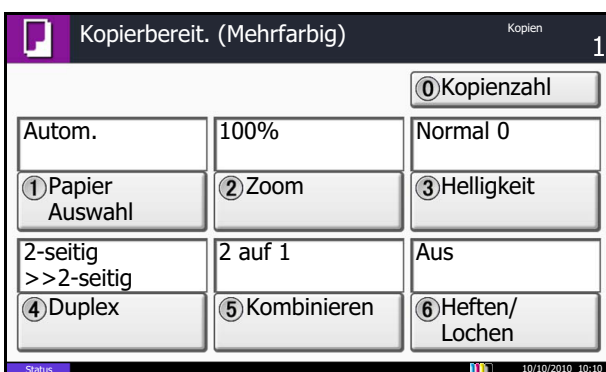 Kopierbereit. (Mehrfarbig)
Kopien
1
0 Kopienzahl
Autom.
100%
Normal 0
1 Papier
Auswahl
2 Zoom
3 Helligkeit
2-seitig
>>2-seitig
2 auf 1
Aus
4 Duplex
5 Kombinieren
6 Heften/
Lochen
Status
10/10/2010 10:10